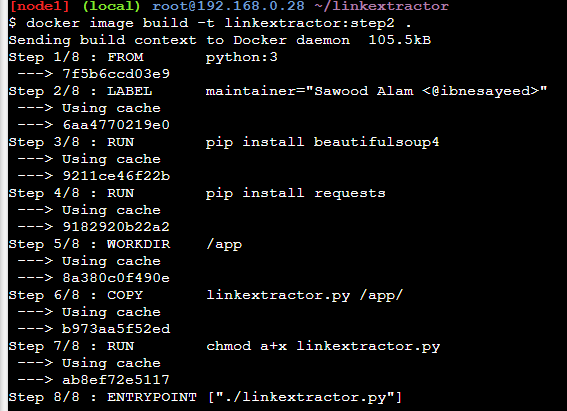 [node1] (local) root@192.168.0.28 ~/linkextractor
$ docker image build -t linkextractor:step2 .
Sending build context to Docker daemon  105.5kB
Step 1/8 : FROM       python:3
 ---> 7f5b6ccd03e9
Step 2/8 : LABEL      maintainer="Sawood Alam <@ibnesayeed>"
 ---> Using cache
 ---> 6aa4770219e0
Step 3/8 : RUN        pip install beautifulsoup4
 ---> Using cache
 ---> 9211ce46f22b
Step 4/8 : RUN        pip install requests
 ---> Using cache
 ---> 9182920b22a2
Step 5/8 : WORKDIR    /app
 ---> Using cache
 ---> 8a380c0f490e
Step 6/8 : COPY       linkextractor.py /app/
 ---> Using cache
 ---> b973aa5f52ed
Step 7/8 : RUN        chmod a+x linkextractor.py
 ---> Using cache
 ---> ab8ef72e5117
Step 8/8 : ENTRYPOINT ["./linkextractor.py"]